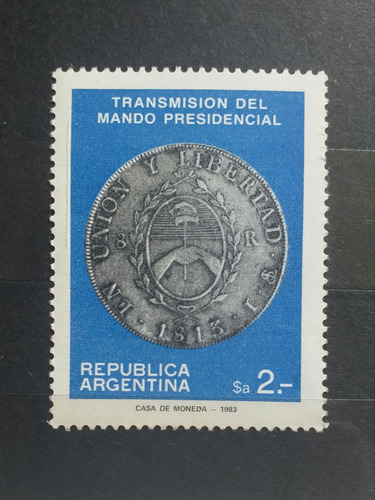 TRANSMISION DEL
MANDO PRESIDENCIAL
EN UNION Y LIBERTAD
8 R
1813
REPUBLICA
ARGENTINA
$a 2.-
CASA DE MONEDA – 1983